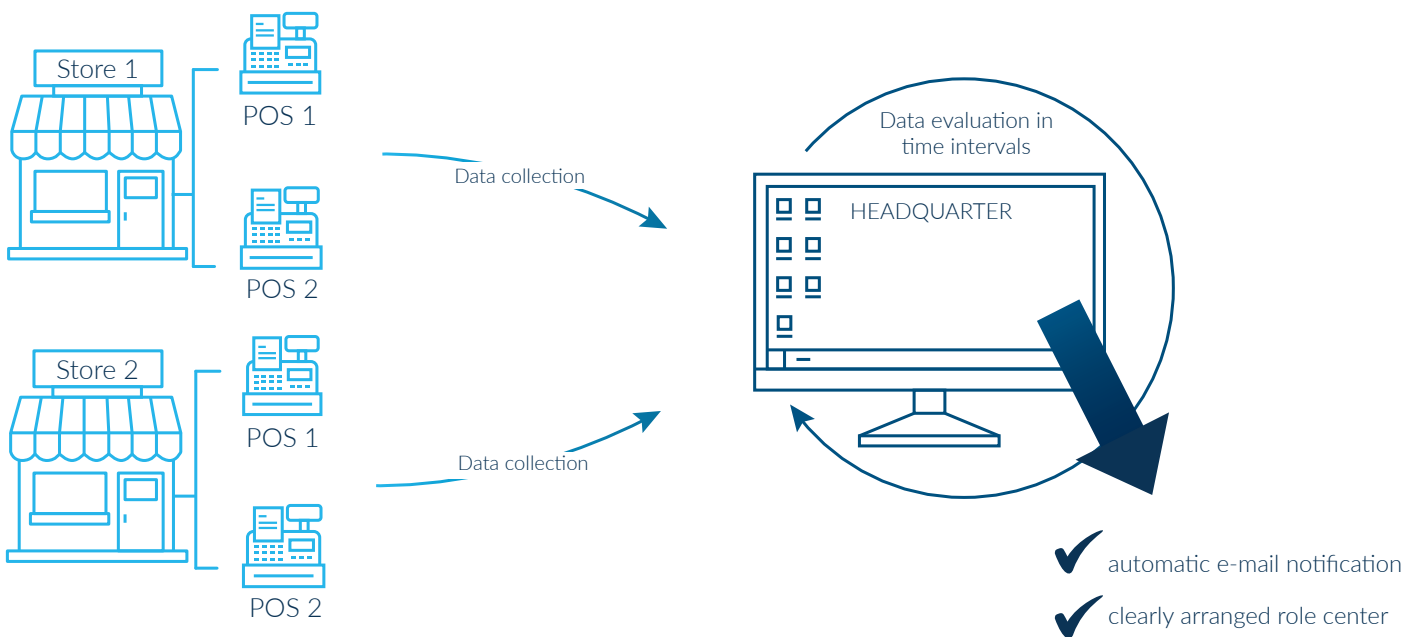 Store 1
POS 1
POS 2
Data collection
Store 2
POS 1
POS 2
Data collection
Data evaluation in
time intervals
HEADQUARTER
automatic e-mail notification
clearly arranged role center